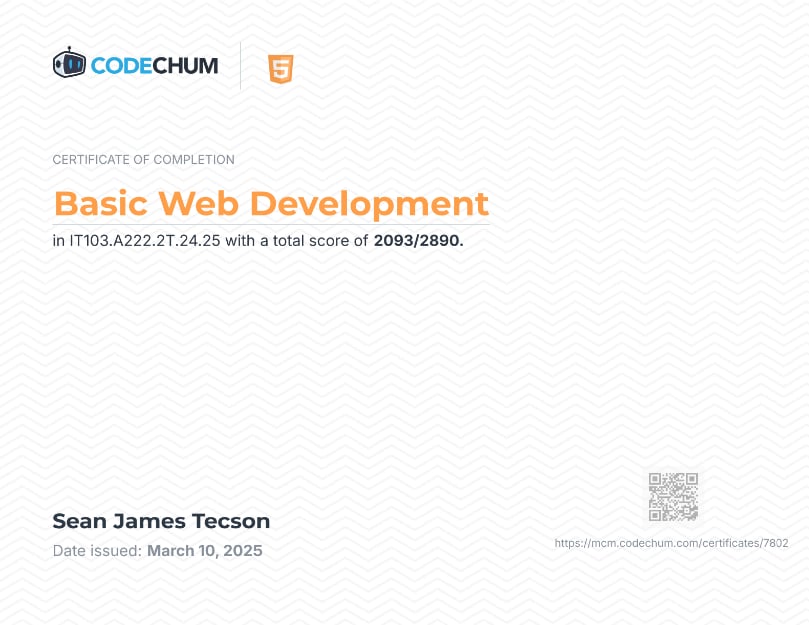 CODECHUM
5
CERTIFICATE OF COMPLETION
Basic Web Development
in IT103.A222.2T.24.25 with a total score of 2093/2890.
Sean James Tecson
Date issued: March 10, 2025
https://mcm.codechum.com/certificates/7802